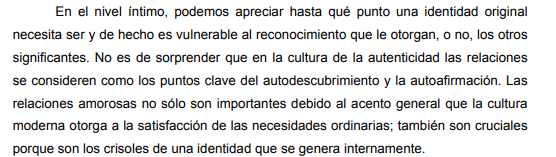 En el nivel íntimo, podemos apreciar hasta qué punto una identidad original
necesita ser y de hecho es vulnerable al reconocimiento que le otorgan, o no, los otros
significantes. No es de sorprender que en la cultura de la autenticidad las relaciones
se consideren como los puntos clave del autodescubrimiento y la autoafirmación. Las
relaciones amorosas no sólo son importantes debido al acento general que la cultura
moderna otorga a la satisfacción de las necesidades ordinarias; también son cruciales
porque son los crisoles de una identidad que se genera internamente.